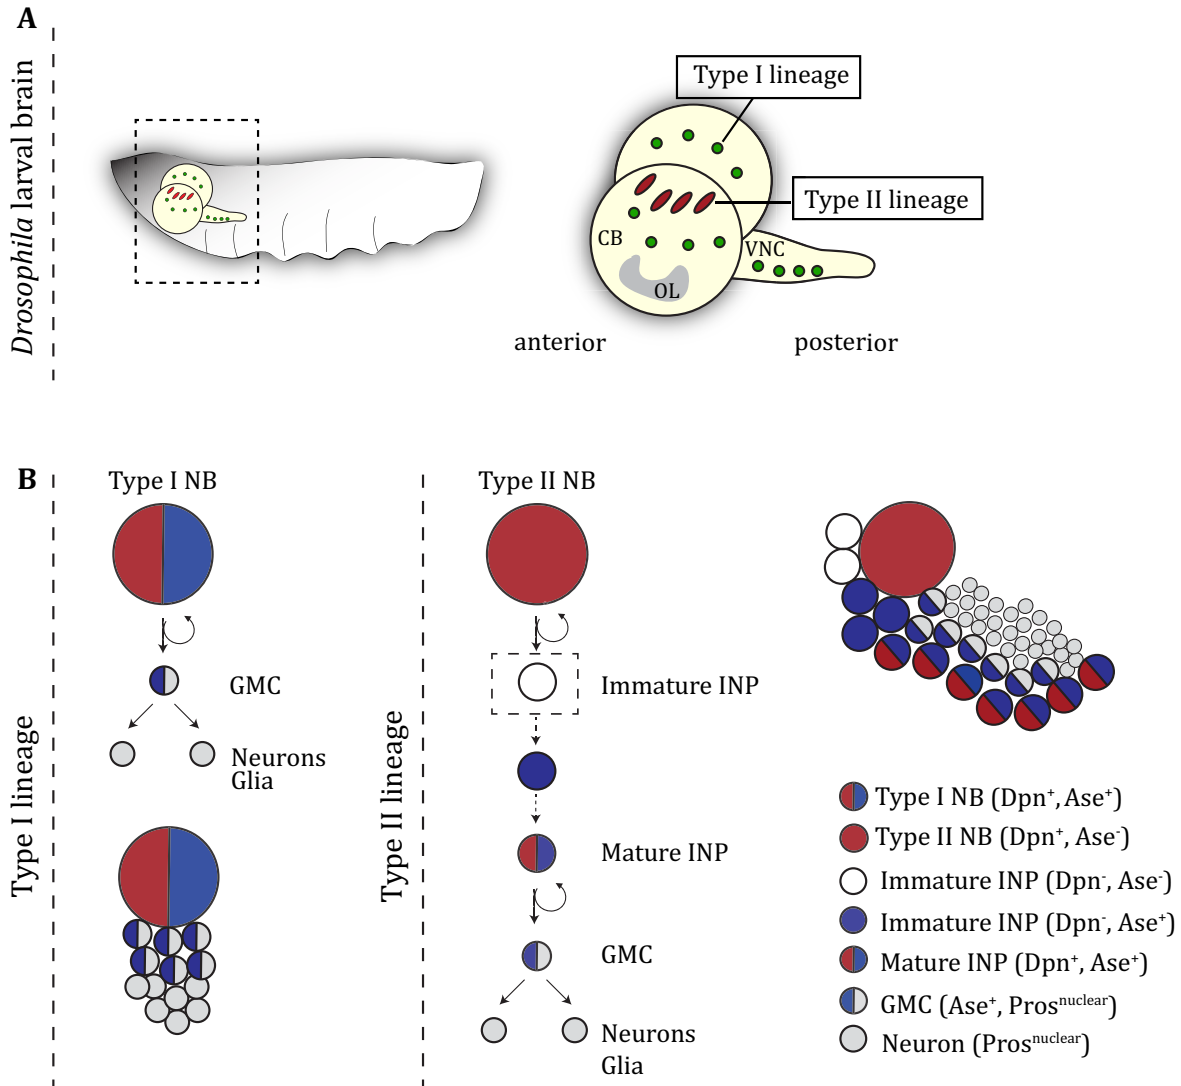 A
Drosophila larval brain
Type I lineage
Type II lineage
CB
VNC
OL
anterior
posterior
B
Type I lineage
Type I NB
GMC
Neurons
Glia
Type II lineage
Type II NB
Immature INP
Mature INP
GMC
Neurons
Glia
Type I NB (Dpn⁺, Ase⁺)
Type II NB (Dpn⁺, Ase⁻)
Immature INP (Dpn⁻, Ase⁻)
Immature INP (Dpn⁻, Ase⁺)
Mature INP (Dpn⁺, Ase⁺)
GMC (Ase⁺, Prosⁿᵘᶜˡᵉᵃʳ)
Neuron (Prosⁿᵘᶜˡᵉᵃʳ)